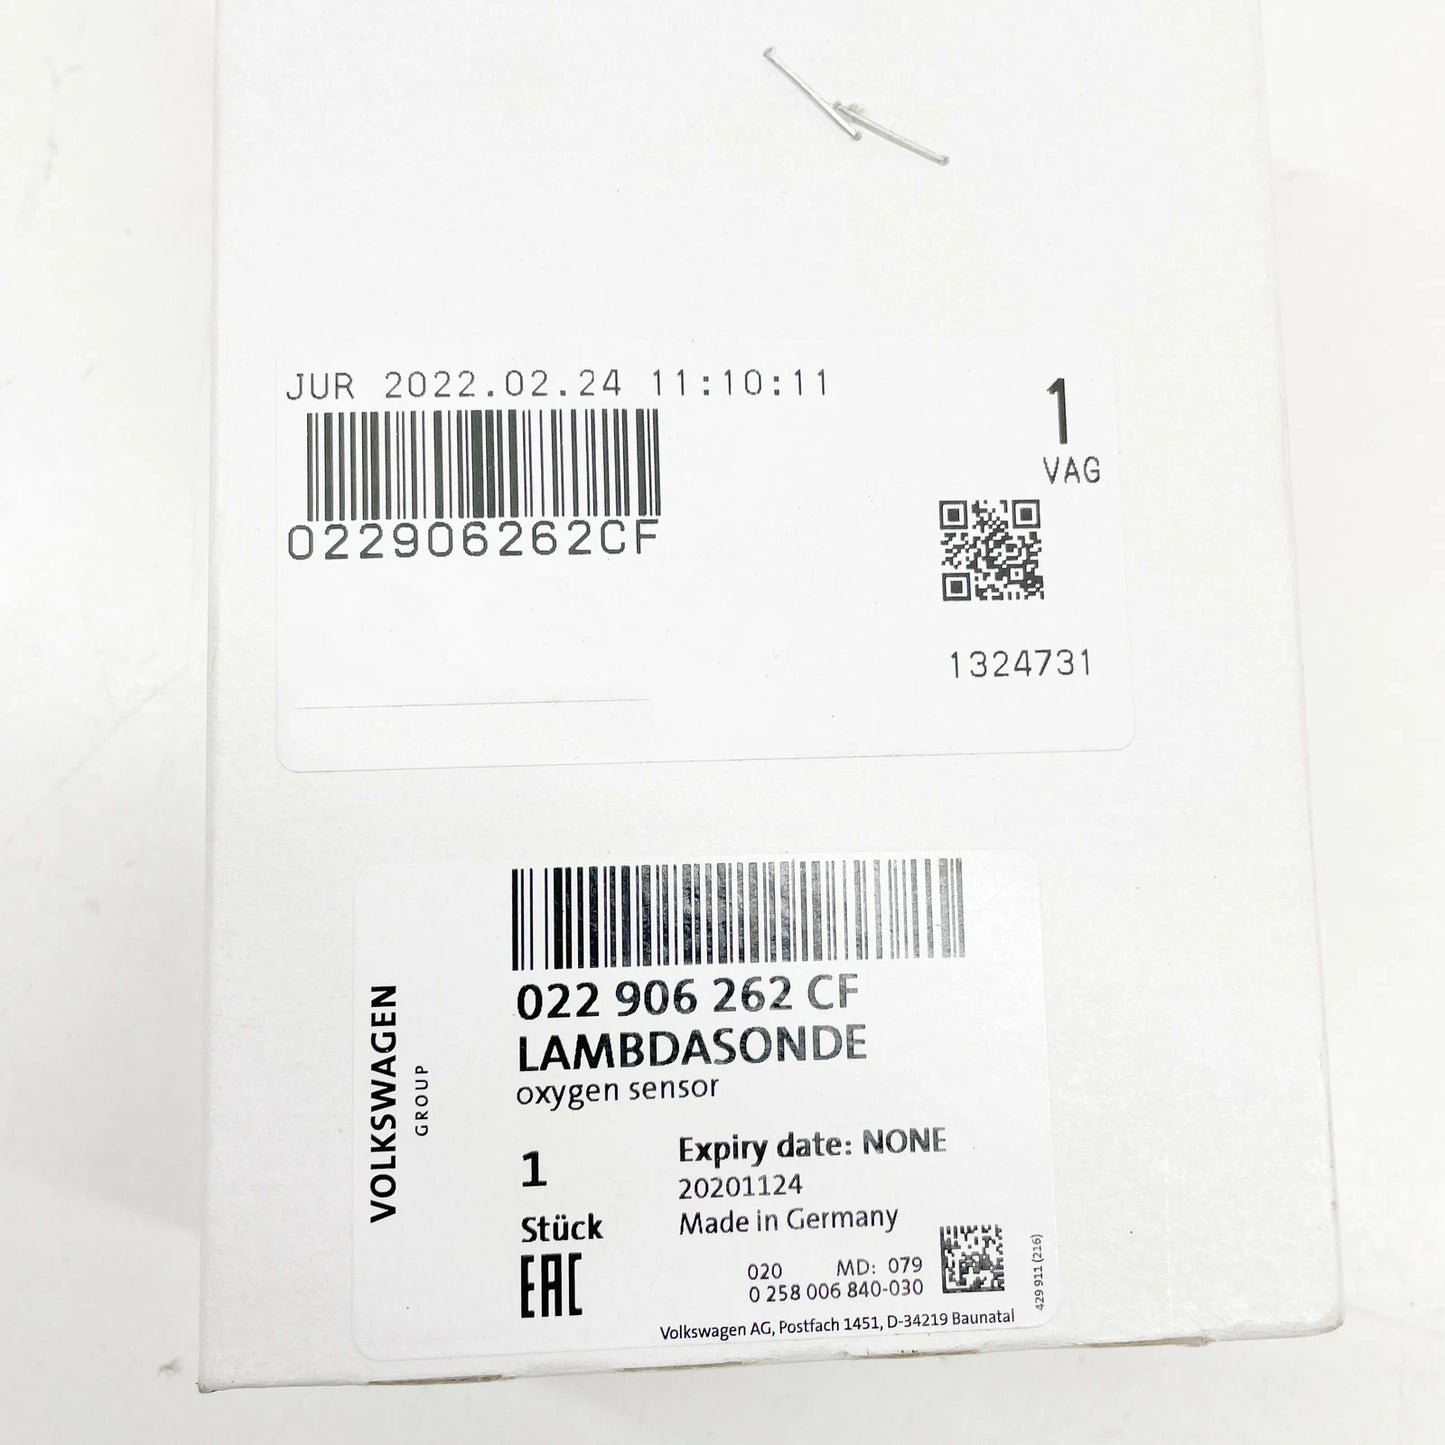 JUR 2022.02.24 11:10:11
1
VAG
022906262CF
1324731
022 906 262 CF
LAMBDASONDE
oxygen sensor
VOLKSWAGEN
GROUP
1
Stück
EAC
Expiry date: NONE
20201124
Made in Germany
020 MD: 079
0 258 006 840-030
429 911 (216)
Volkswagen AG, Postfach 1451, D-34219 Baunatal